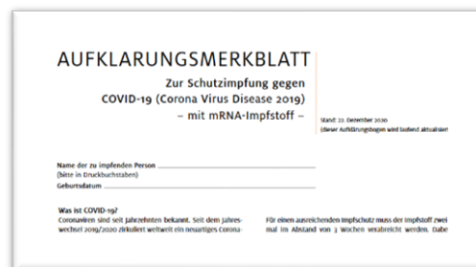 AUFKLÄRUNGSMERKBLATT
Zur Schutzimpfung gegen
COVID-19 (Corona Virus Disease 2019)
– mit mRNA-Impfstoff –
Stand: 22. Dezember 2020
(dieser Aufklärungsbogen wird laufend aktualisiert
Name der zu impfenden Person
(bitte in Druckbuchstaben)
Geburtsdatum
Was ist COVID-19?
Coronaviren sind seit Jahrzehnten bekannt. Seit dem Jahres-
wechsel 2019/2020 zirkuliert weltweit ein neuartiges Corona-
Für einen ausreichenden Impfschutz muss der Impfstoff zwei
mal im Abstand von 3 Wochen verabreicht werden. Dabe